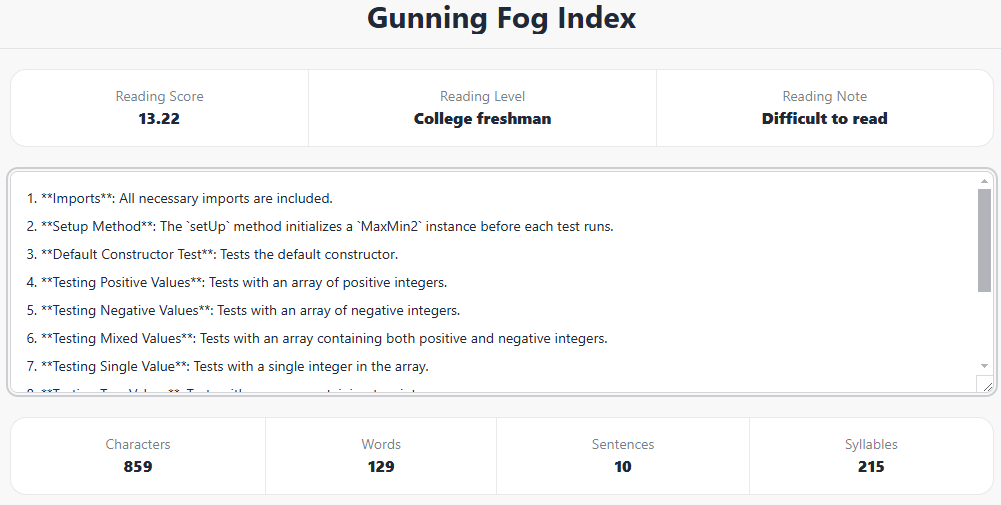 Gunning Fog Index
Reading Score
13.22
Reading Level
College freshman
Reading Note
Difficult to read
1. **Imports**: All necessary imports are included.
2. **Setup Method**: The `setUp` method initializes a `MaxMin2` instance before each test runs.
3. **Default Constructor Test**: Tests the default constructor.
4. **Testing Positive Values**: Tests with an array of positive integers.
5. **Testing Negative Values**: Tests with an array of negative integers.
6. **Testing Mixed Values**: Tests with an array containing both positive and negative integers.
7. **Testing Single Value**: Tests with a single integer in the array.
Characters
859
Words
129
Sentences
10
Syllables
215